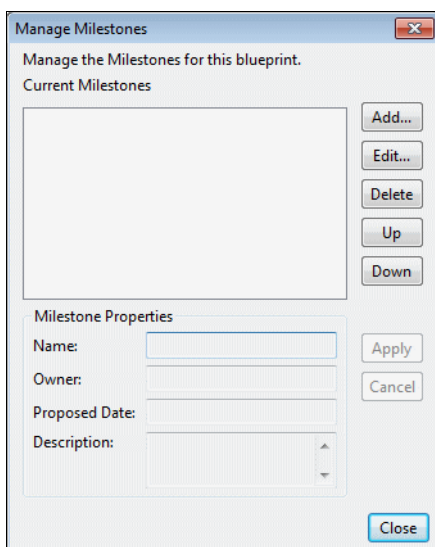 Manage Milestones
Manage the Milestones for this blueprint.
Current Milestones
Add...
Edit...
Delete
Up
Down
Milestone Properties
Name:
Apply
Owner:
Cancel
Proposed Date:
Description:
Close